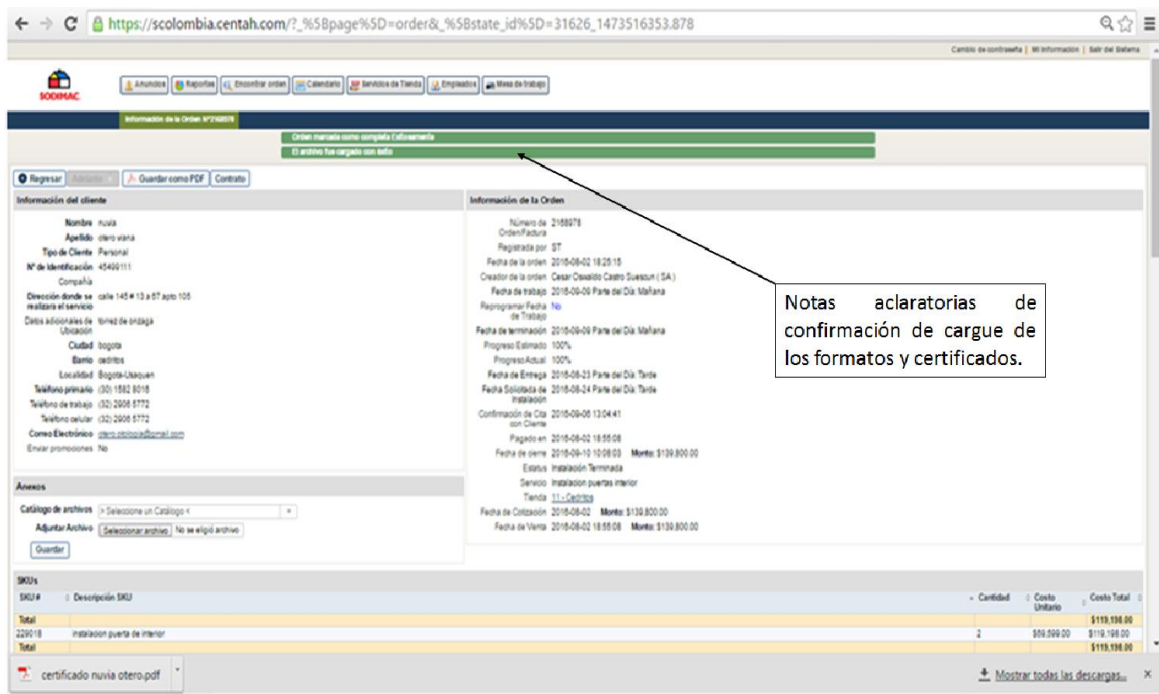 https://scolombia.centah.com/?_%5Bpage%5D=order&_%5Bstate_id%5D=31626_1473516353.878
Cambio de contraseña | Mi Información | Salir del Sistema
SODIMAC
Anuncios Reportes Encontrar orden Calendario Servicios de Tienda Empleados Mesa de trabajo
Información de la Orden N°2168978
Orden marcada como completa Exitosamente
El archivo fue cargado con éxito
Regresar Guardar como PDF Contrato
Información del cliente
Nombre nuvia
Apellido otero viana
Tipo de Cliente Personal
N° de Identificación 45499111
Compañía
Dirección donde se realizara el servicio calle 145 # 13 a 67 apto 105
Datos adicionales de Ubicación torrez de onzaga
Ciudad bogota
Barrio cedritos
Localidad Bogota-Usaquen
Teléfono primario (30) 1582 8016
Teléfono de trabajo (32) 2906 5772
Teléfono celular (32) 2906 5772
Correo Electrónico
Enviar promociones No
Información de la Orden
Número de Orden/Factura 2168978
Registrada por ST
Fecha de la orden 2016-08-02 18:25:15
Creador de la orden Cesar Oswaldo Castro Suescun ( SA )
Fecha de trabajo 2016-09-09 Parte del Día: Mañana
Reprogramar Fecha de Trabajo No
Fecha de terminación 2016-09-09 Parte del Día: Mañana
Progreso Estimado 100%
Progreso Actual 100%
Fecha de Entrega 2016-08-23 Parte del Día: Tarde
Fecha Solicitada de Instalación 2016-08-24 Parte del Día: Tarde
Confirmación de Cita con Cliente 2016-09-06 13:04:41
Pagado en 2016-08-02 18:55:08
Fecha de cierre 2016-09-10 10:08:03 Monto: $139,800.00
Estatus Instalación Terminada
Servicio Instalacion puertas interior
Tienda 11 - Cedritos
Fecha de Cotización 2016-08-02 Monto: $139,800.00
Fecha de Venta 2016-08-02 18:55:08 Monto: $139,800.00
Notas aclaratorias de
confirmación de cargue de
los formatos y certificados.
Anexos
Catálogo de archivos > Seleccione un Catálogo <
Adjuntar Archivo Seleccionar archivo No se eligió archivo
Guardar
SKUs
SKU # Descripción SKU Cantidad Costo Unitario Costo Total
Total $119,198.00
229018 instalacion puerta de interior 2 $59,599.00 $119,198.00
Total $119,198.00
certificado nuvia otero.pdf
Mostrar todas las descargas...